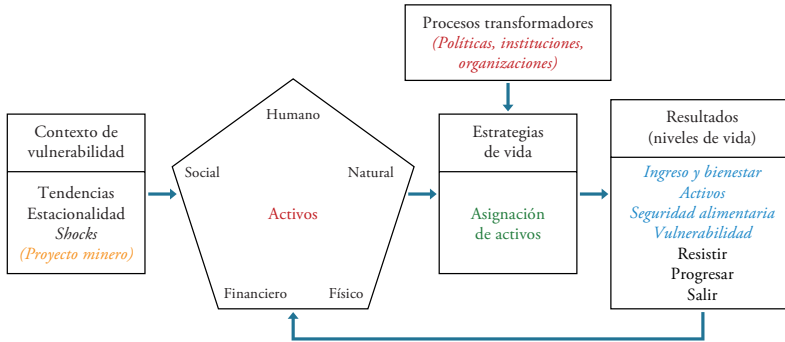 Procesos transformadores
(Políticas, instituciones,
organizaciones)
Contexto de
vulnerabilidad
Tendencias
Estacionalidad
Shocks
(Proyecto minero)
Humano
Social
Natural
Activos
Financiero
Físico
Estrategias
de vida
Asignación
de activos
Resultados
(niveles de vida)
Ingreso y bienestar
Activos
Seguridad alimentaria
Vulnerabilidad
Resistir
Progresar
Salir